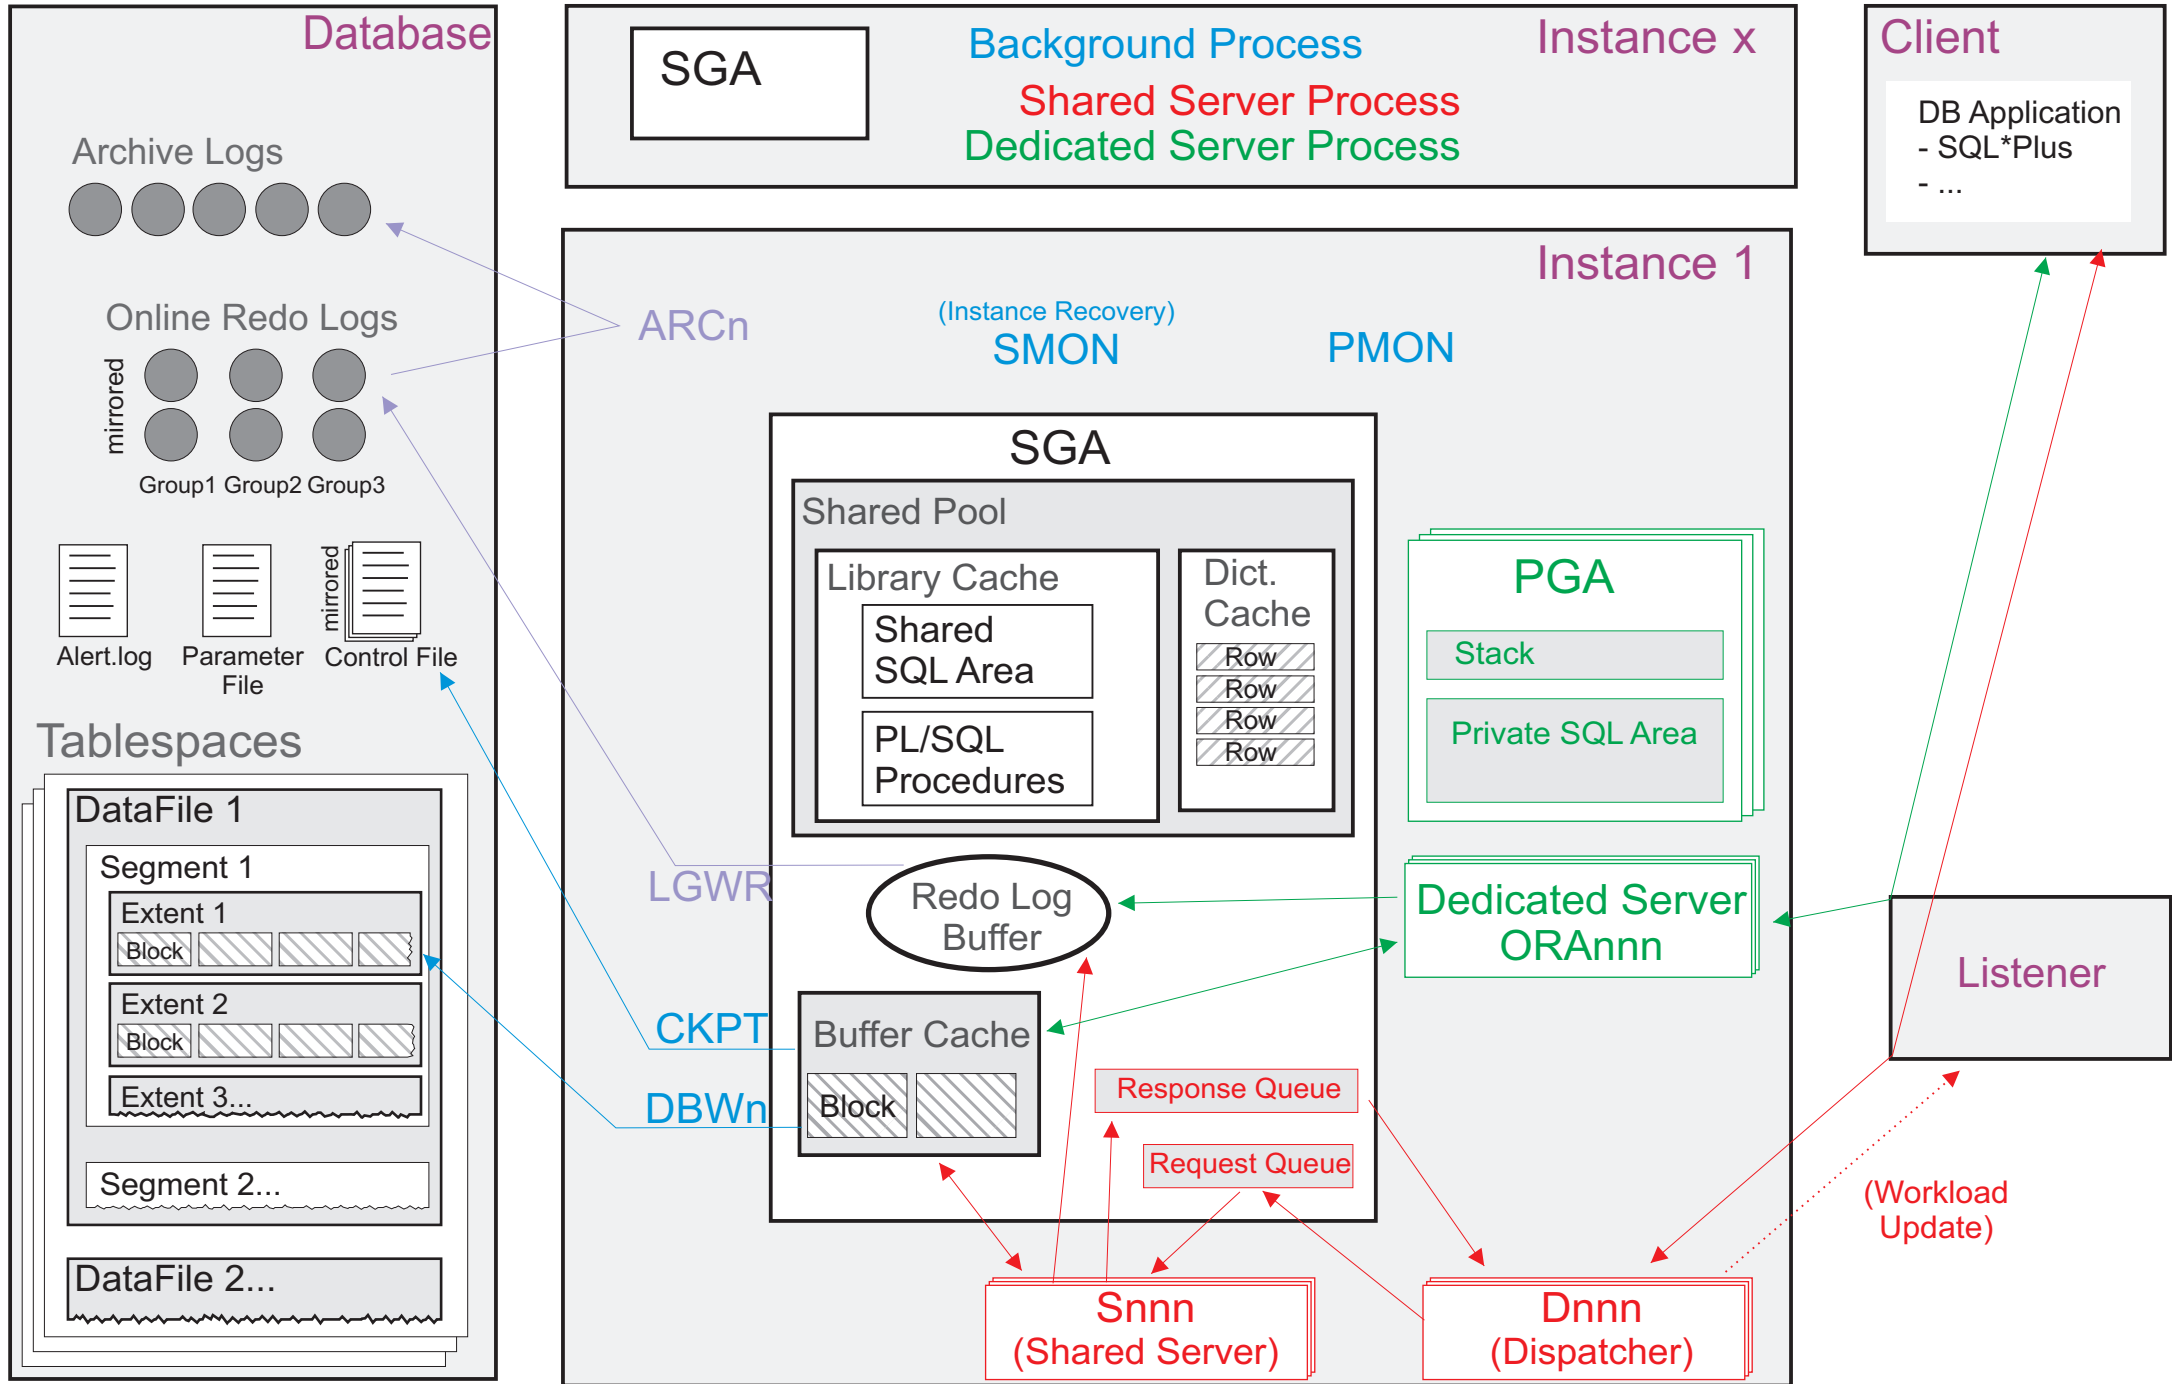 Database
Archive Logs
Online Redo Logs
mirrored
Group1 Group2 Group3
mirrored
Alert.log
Parameter
File
Control File
Tablespaces
DataFile 1
Segment 1
Extent 1
Block
Extent 2
Block
Extent 3...
Segment 2...
DataFile 2...
SGA
Background Process
Shared Server Process
Dedicated Server Process
Instance x
Instance 1
ARCn
(Instance Recovery)
SMON
PMON
SGA
Shared Pool
Library Cache
Shared
SQL Area
PL/SQL
Procedures
Dict.
Cache
Row
Row
Row
Row
PGA
Stack
Private SQL Area
LGWR
Redo Log
Buffer
Dedicated Server
ORAnnn
CKPT
Buffer Cache
DBWn
Block
Response Queue
Request Queue
Snnn
(Shared Server)
Dnnn
(Dispatcher)
Client
DB Application
- SQL*Plus
- ...
Listener
(Workload
Update)